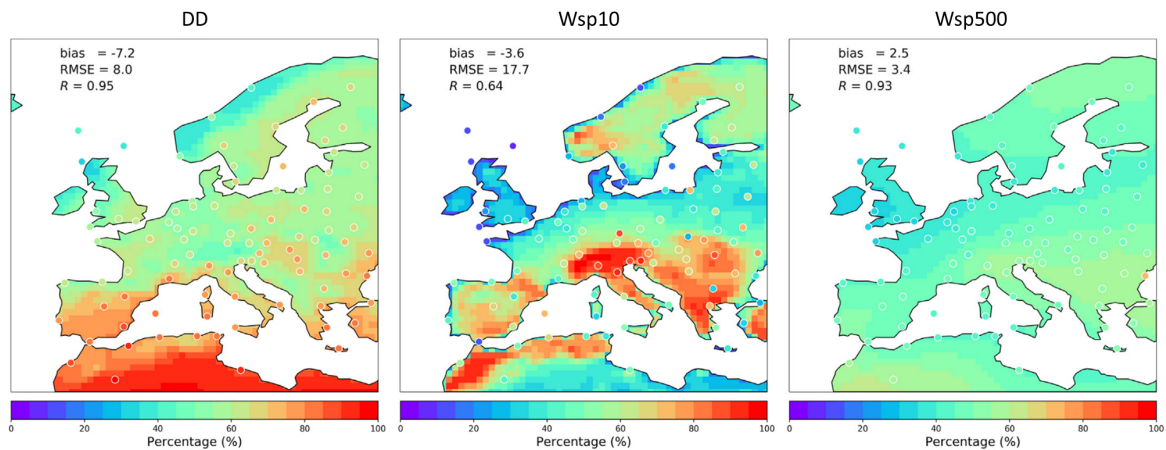 DD
bias = -7.2
RMSE = 8.0
R = 0.95
0 20 40 60 80 100
Percentage (%)
Wsp10
bias = -3.6
RMSE = 17.7
R = 0.64
0 20 40 60 80 100
Percentage (%)
Wsp500
bias = 2.5
RMSE = 3.4
R = 0.93
0 20 40 60 80 100
Percentage (%)